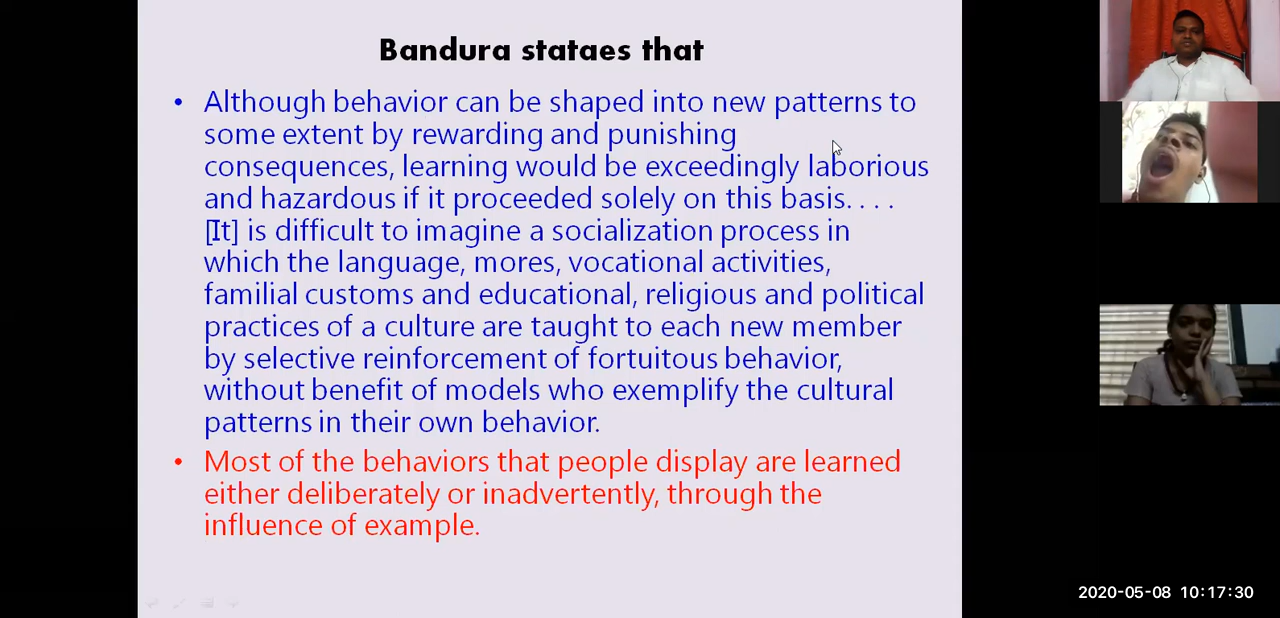 Bandura stataes that
• Although behavior can be shaped into new patterns to
some extent by rewarding and punishing
consequences, learning would be exceedingly laborious
and hazardous if it proceeded solely on this basis. . . .
[It] is difficult to imagine a socialization process in
which the language, mores, vocational activities,
familial customs and educational, religious and political
practices of a culture are taught to each new member
by selective reinforcement of fortuitous behavior,
without benefit of models who exemplify the cultural
patterns in their own behavior.
• Most of the behaviors that people display are learned
either deliberately or inadvertently, through the
influence of example.
2020-05-08 10:17:30